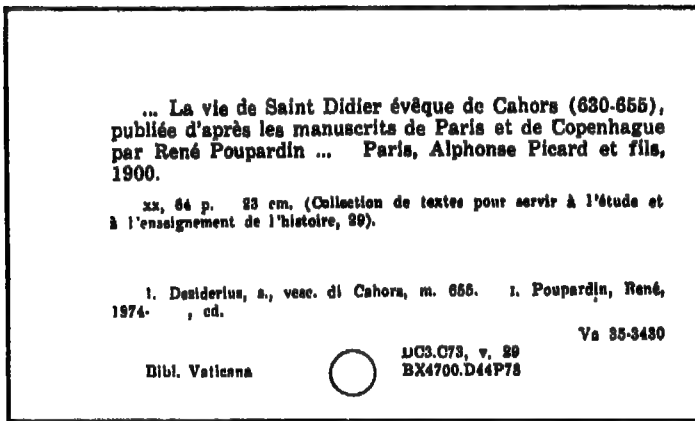 ... La vie de Saint Didier évêque de Cahors (630-655),
publiée d'après les manuscrits de Paris et de Copenhague
par René Poupardin ... Paris, Alphonse Picard et fils,
1900.
xx, 64 p. 23 cm. (Collection de textes pour servir à l'étude et
à l'enseignement de l'histoire, 29).
1. Desiderius, s., vesc. di Cahors, m. 655. I. Poupardin, René,
1974- , ed.
Va 35-3430
DC3.C73, v. 29
Bibl. Vaticana BX4700.D44P78